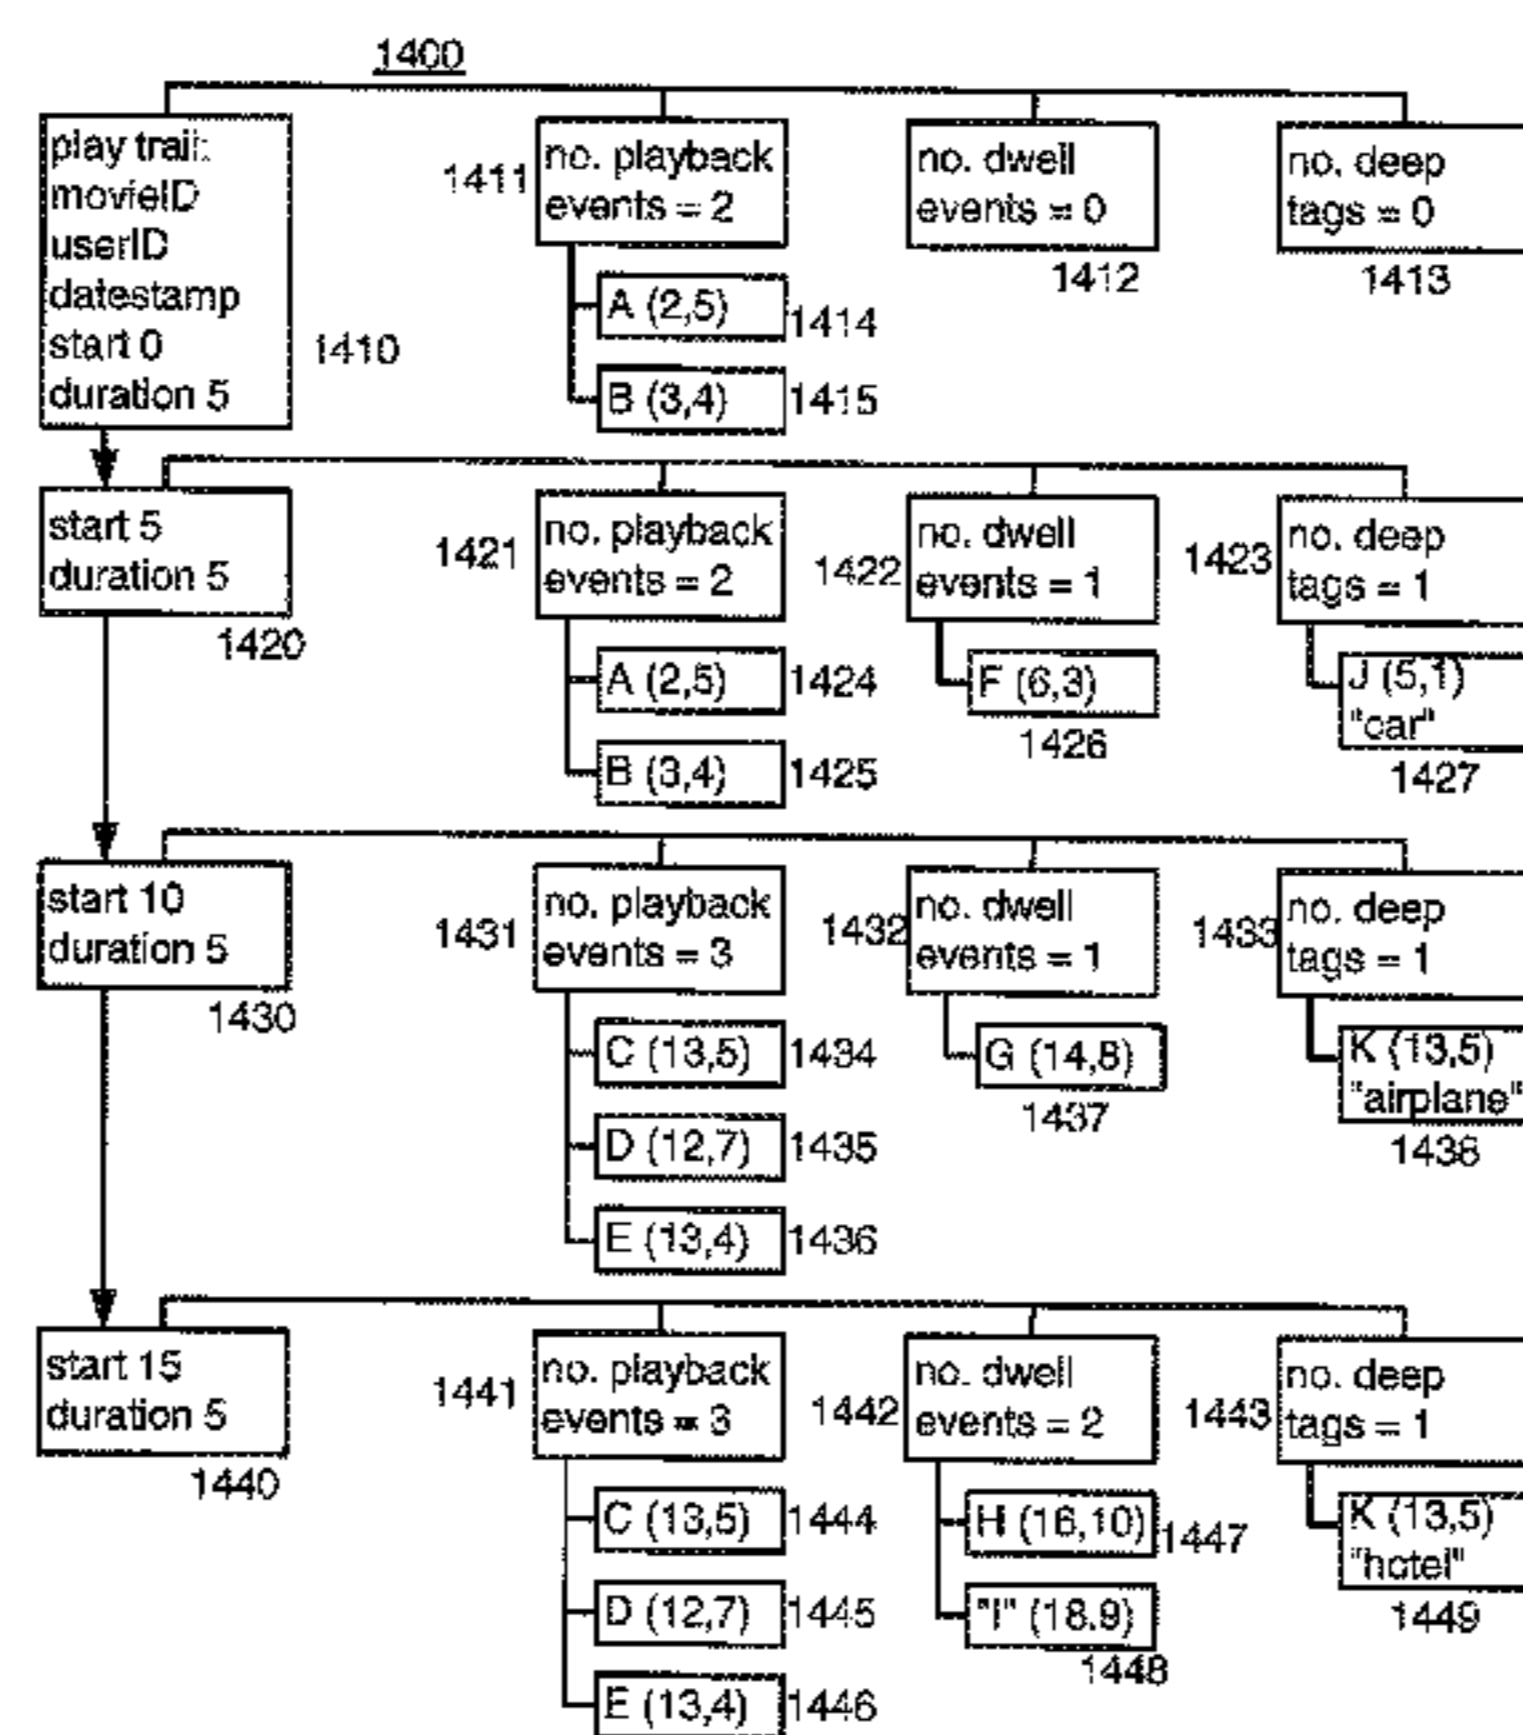 1400
play trait:
movieID
userID
datestamp
start 0
duration 5
1410
1411
no. playback
events = 2
A (2,5)
1414
B (3,4)
1415
no. dwell
events = 0
1412
no. deep
tags = 0
1413
start 5
duration 5
1420
1421
no. playback
events = 2
A (2,5)
1424
B (3,4)
1425
1422
no. dwell
events = 1
F (6,3)
1426
1423
no. deep
tags = 1
J (5,1)
"car"
1427
start 10
duration 5
1430
1431
no. playback
events = 3
C (13,5)
1434
D (12,7)
1435
E (13,4)
1436
1432
no. dwell
events = 1
G (14,8)
1437
1433
no. deep
tags = 1
K (13,5)
"airplane"
1438
start 15
duration 5
1440
1441
no. playback
events = 3
C (13,5)
1444
D (12,7)
1445
E (13,4)
1446
1442
no. dwell
events = 2
H (16,10)
1447
"I" (18.9)
1448
1443
no. deep
tags = 1
K (13,5)
"hotel"
1449